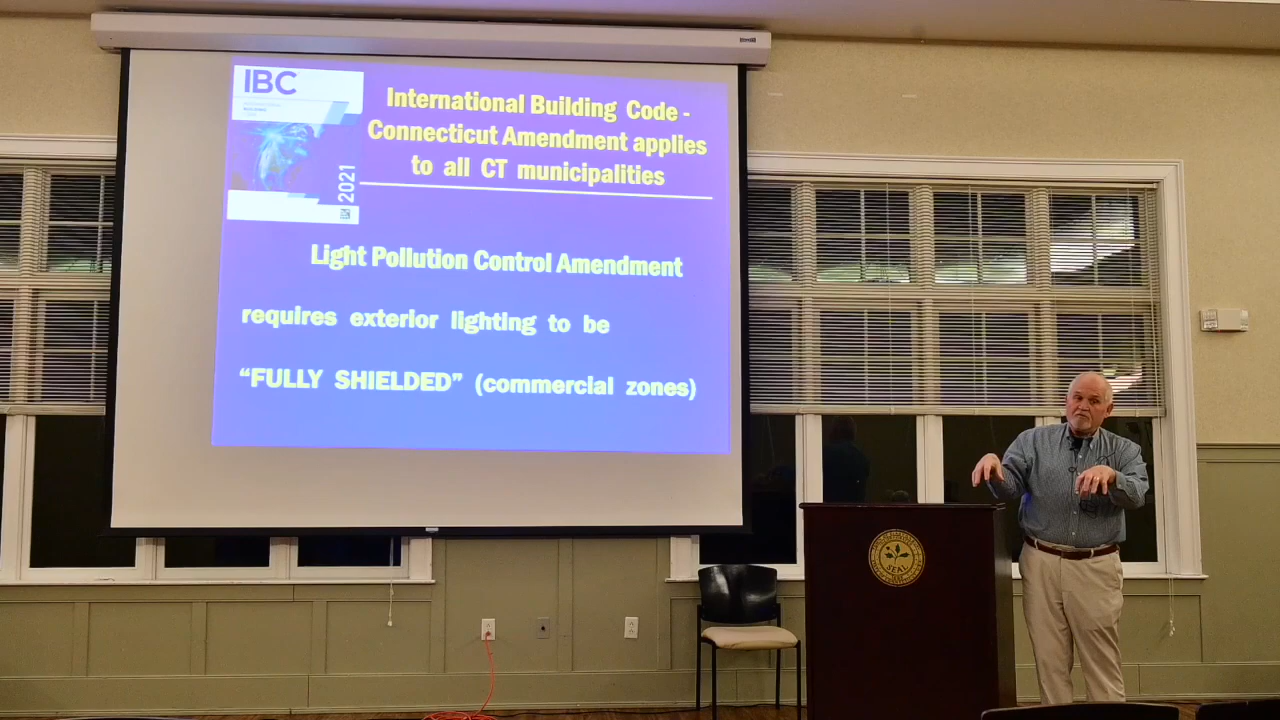 IBC
International Building Code -
Connecticut Amendment applies
to all CT municipalities
2021
Light Pollution Control Amendment
requires exterior lighting to be
“FULLY SHIELDED” (commercial zones)
SEAL